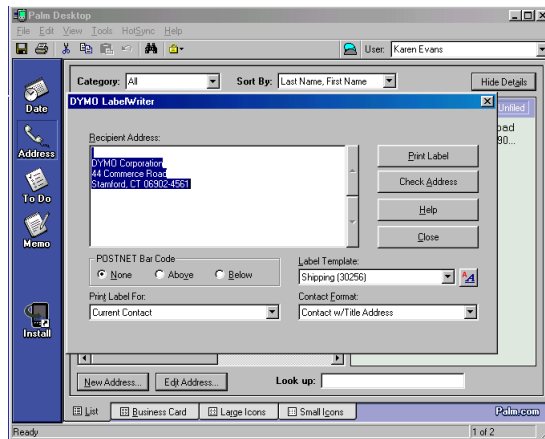 Palm Desktop
File Edit View Tools HotSync Help
User: Karen Evans
Category: All Sort By: Last Name, First Name Hide Details
Date
Address
To Do
Memo
Install
DYMO LabelWriter
Unfiled
oad
90...
Recipient Address:
DYMO Corporation
44 Commerce Road
Stamford, CT 06902-4561
Print Label
Check Address
Help
Close
POSTNET Bar Code
None Above Below
Label Template:
Shipping (30256)
Print Label For:
Current Contact
Contact Format:
Contact w/Title Address
New Address... Edit Address... Look up:
List Business Card Large Icons Small Icons Palm.com
Ready 1 of 2